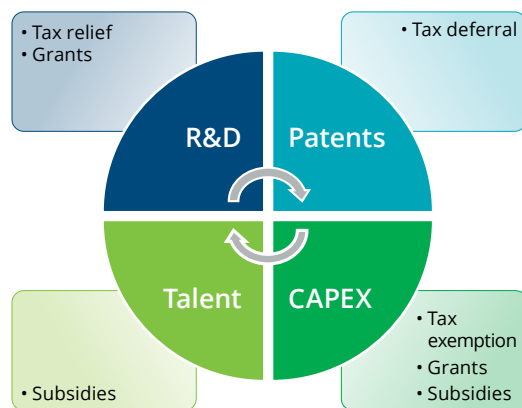 • Tax relief
• Grants
• Tax deferral
R&D
Patents
Talent
CAPEX
• Subsidies
• Tax
exemption
• Grants
• Subsidies